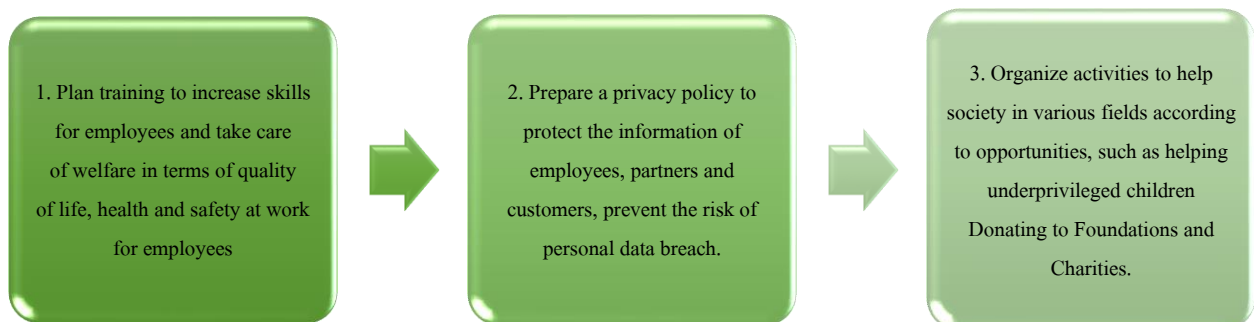 1. Plan training to increase skills
for employees and take care
of welfare in terms of quality
of life, health and safety at work
for employees
2. Prepare a privacy policy to
protect the information of
employees, partners and
customers, prevent the risk of
personal data breach.
3. Organize activities to help
society in various fields according
to opportunities, such as helping
underprivileged children
Donating to Foundations and
Charities.